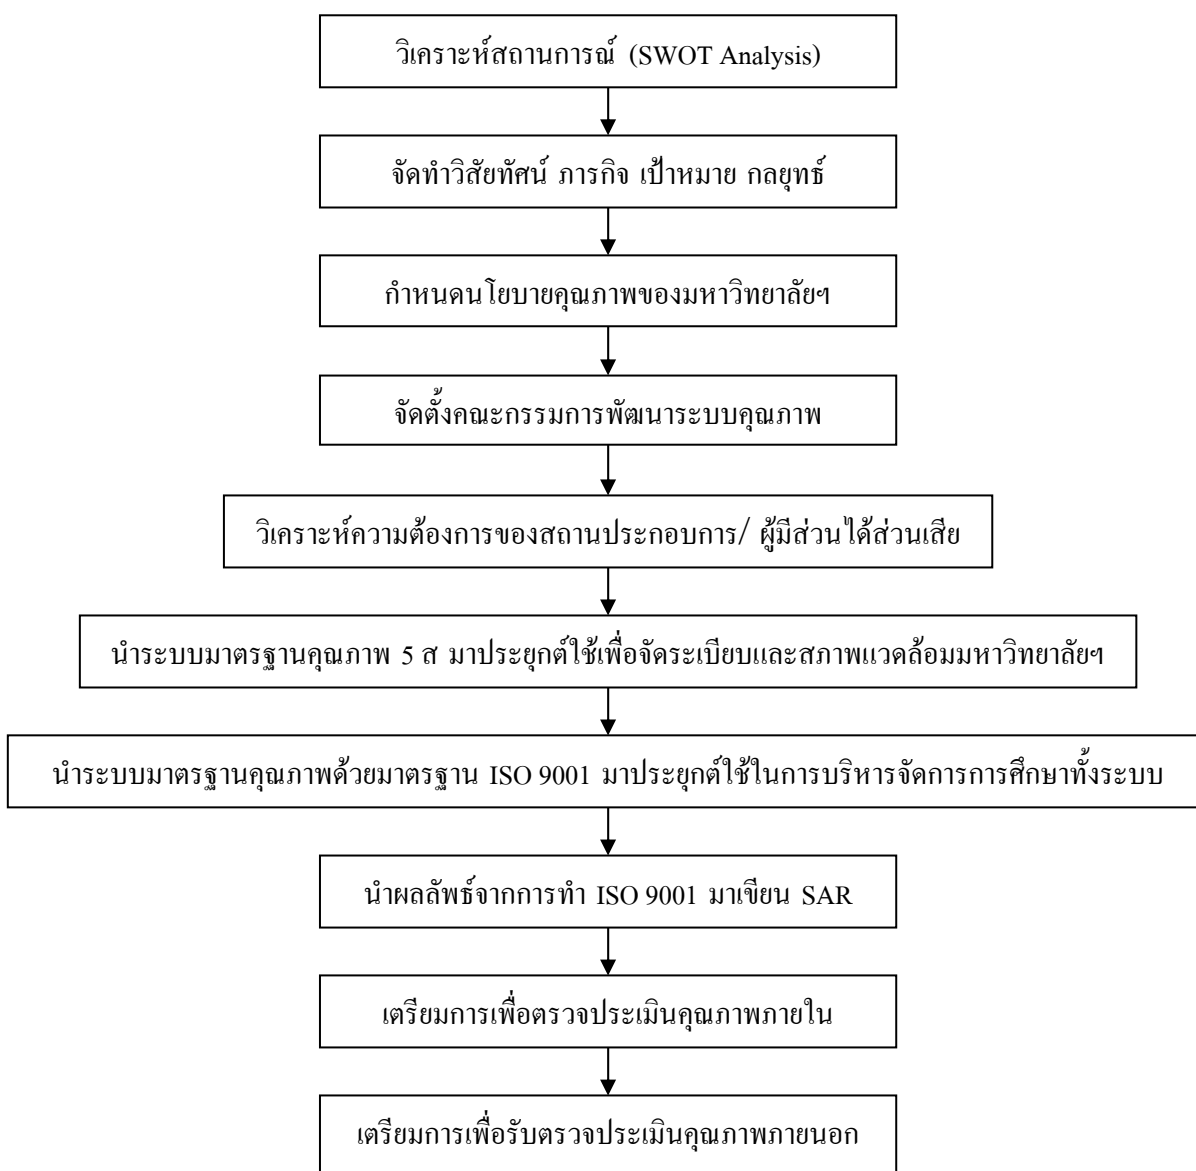 วิเคราะห์สถานการณ์ (SWOT Analysis)
จัดทำวิสัยทัศน์ ภารกิจ เป้าหมาย กลยุทธ์
กำหนดนโยบายคุณภาพของมหาวิทยาลัยฯ
จัดตั้งคณะกรรมการพัฒนาระบบคุณภาพ
วิเคราะห์ความต้องการของสถานประกอบการ/ ผู้มีส่วนได้ส่วนเสีย
นำระบบมาตรฐานคุณภาพ 5 ส มาประยุกต์ใช้เพื่อจัดระเบียบและสภาพแวดล้อมมหาวิทยาลัยฯ
นำระบบมาตรฐานคุณภาพด้วยมาตรฐาน ISO 9001 มาประยุกต์ใช้ในการบริหารจัดการการศึกษาทั้งระบบ
นำผลลัพธ์จากการทำ ISO 9001 มาเขียน SAR
เตรียมการเพื่อตรวจประเมินคุณภาพภายใน
เตรียมการเพื่อรับตรวจประเมินคุณภาพภายนอก